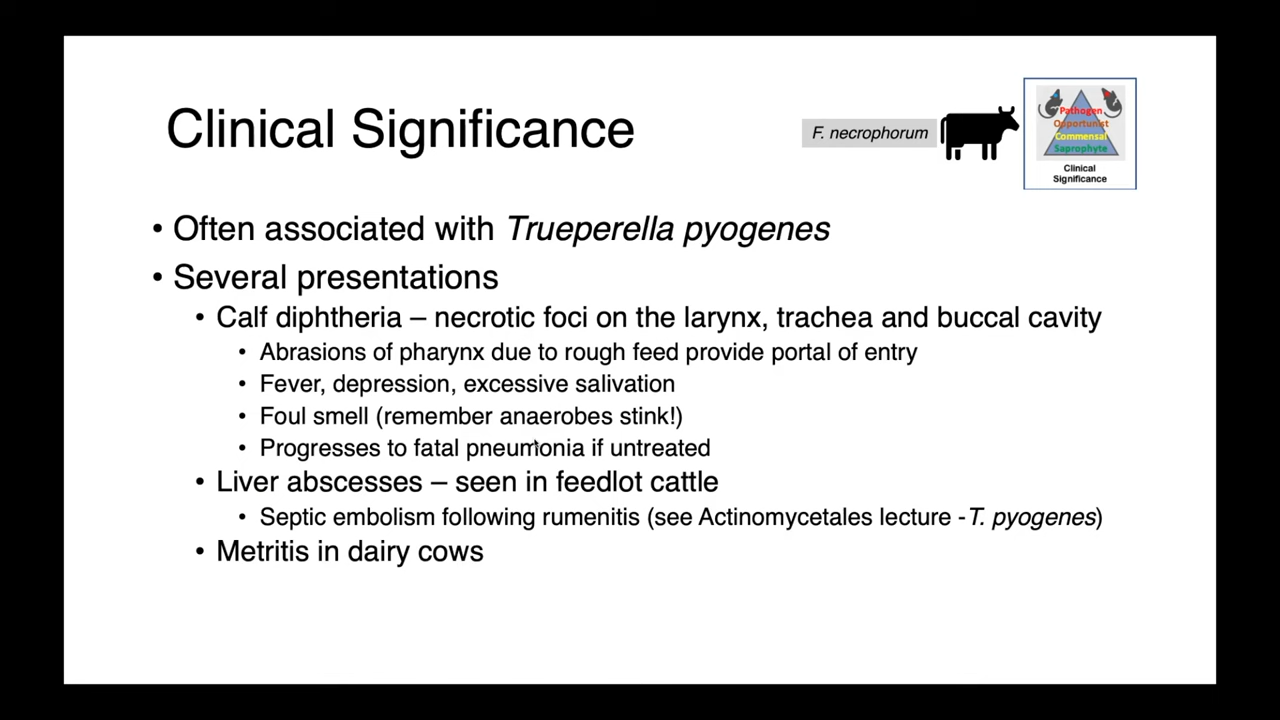 Clinical Significance
F. necrophorum
Pathogen
Opportunist
Commensal
Saprophyte
Clinical
Significance
• Often associated with Trueperella pyogenes
• Several presentations
• Calf diphtheria – necrotic foci on the larynx, trachea and buccal cavity
• Abrasions of pharynx due to rough feed provide portal of entry
• Fever, depression, excessive salivation
• Foul smell (remember anaerobes stink!)
• Progresses to fatal pneumonia if untreated
• Liver abscesses – seen in feedlot cattle
• Septic embolism following rumenitis (see Actinomycetales lecture -T. pyogenes)
• Metritis in dairy cows